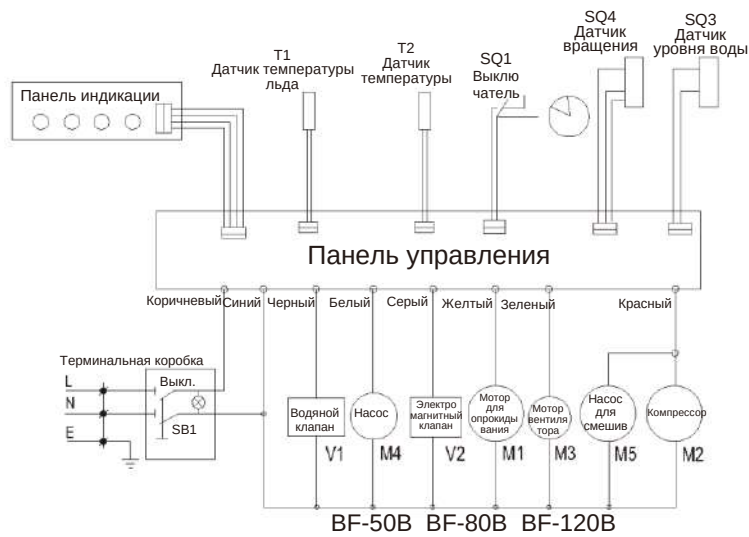 SQ4
Датчик
вращения
SQ3
Датчик
уровня воды
T1
Датчик температуры
льда
T2
Датчик
температуры
SQ1
Выклю
чатель
Панель индикации
Панель управления
Коричневый
Синий
Черный
Белый
Серый
Желтый
Зеленый
Красный
Терминальная коробка
L
N
E
Выкл.
SB1
Водяной
клапан
V1
Насос
M4
Электро
магнитный
клапан
V2
Мотор
для
опрокиды
вания
M1
Мотор
вентиля
тора
M3
Насос
для
смешив
M5
Компрессор
M2
BF-50B BF-80B BF-120B